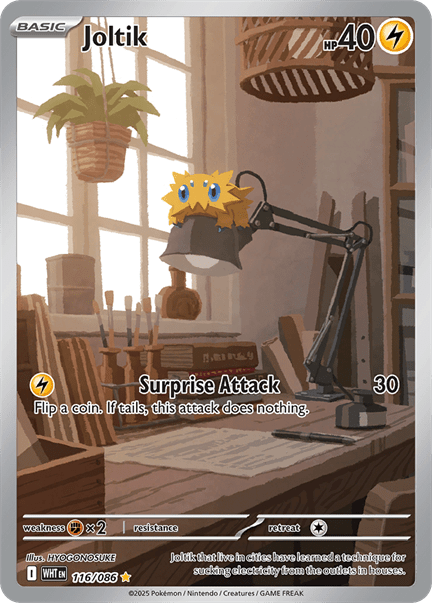 BASIC Joltik HP 40
Surprise Attack 30
Flip a coin. If tails, this attack does nothing.
weakness ×2 resistance retreat
Illus. HYOGONOSUKE
Joltik that live in cities have learned a technique for
sucking electricity from the outlets in houses.
I WHT EN 116/086
©2025 Pokémon / Nintendo / Creatures / GAME FREAK